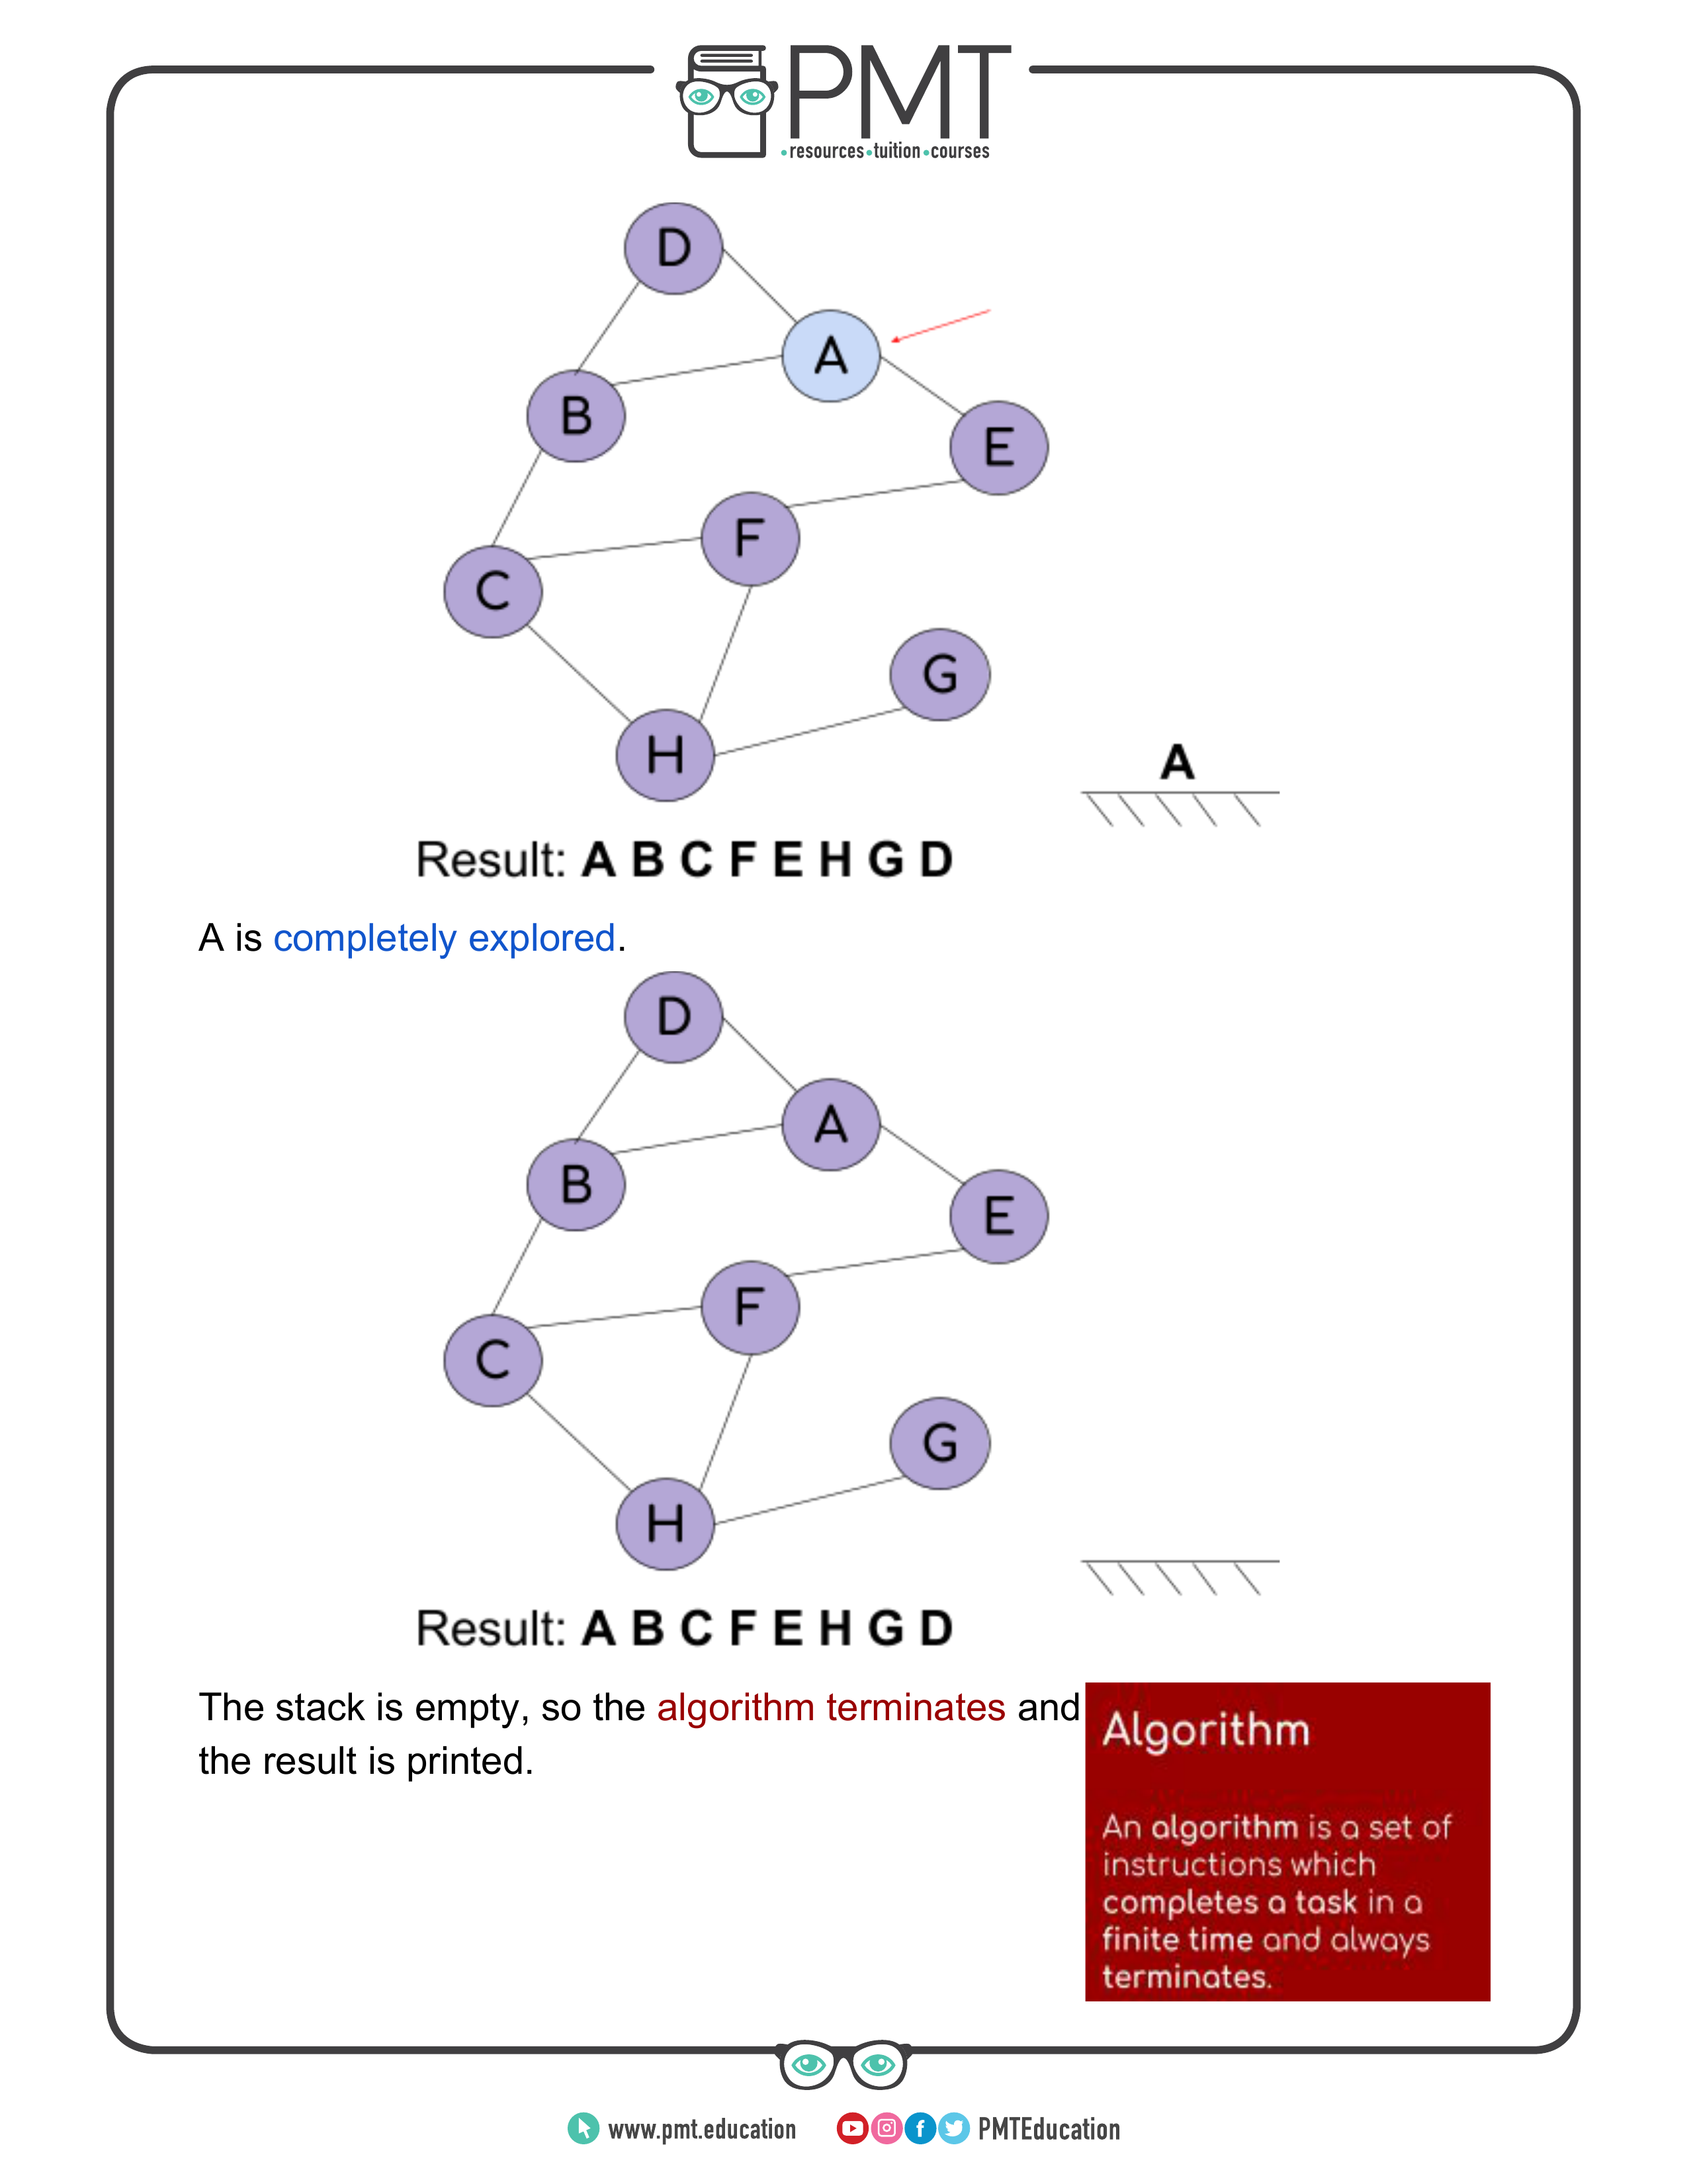 PMT
•resources•tuition•courses
D
A
B
E
F
C
G
H
A
Result: A B C F E H G D
A is completely explored.
D
A
B
E
F
C
G
H
Result: A B C F E H G D
The stack is empty, so the algorithm terminates and
the result is printed.
Algorithm
An algorithm is a set of
instructions which
completes a task in a
finite time and always
terminates.
www.pmt.education
PMTEducation